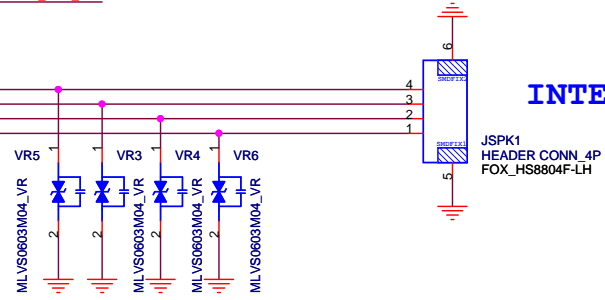 6
SMDFIX2
4
3
2
1
INTE
SMDFIX1
JSPK1
HEADER CONN_4P
FOX_HS8804F-LH
5
1
1
1
1
VR5
VR3
VR4
VR6
MLVS0603M04_VR
MLVS0603M04_VR
MLVS0603M04_VR
MLVS0603M04_VR
2
2
2
2